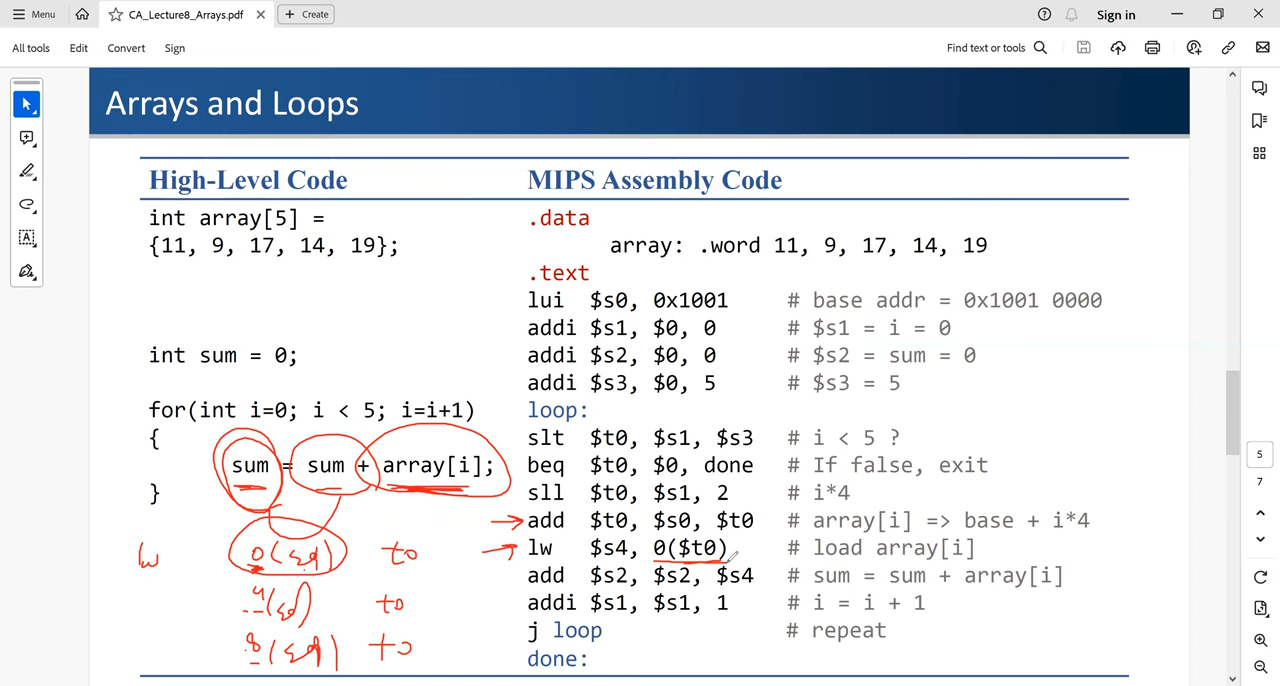 Menu CA_Lecture8_Arrays.pdf Create Sign in
All tools Edit Convert Sign Find text or tools
Arrays and Loops
High-Level Code MIPS Assembly Code
int array[5] = .data
{11, 9, 17, 14, 19}; array: .word 11, 9, 17, 14, 19
.text
lui $s0, 0x1001 # base addr = 0x1001 0000
addi $s1, $0, 0 # $s1 = i = 0
int sum = 0; addi $s2, $0, 0 # $s2 = sum = 0
addi $s3, $0, 5 # $s3 = 5
for(int i=0; i < 5; i=i+1) loop:
{ slt $t0, $s1, $s3 # i < 5 ?
sum = sum + array[i]; beq $t0, $0, done # If false, exit
} sll $t0, $s1, 2 # i*4
add $t0, $s0, $t0 # array[i] => base + i*4
lw 0( ) to lw $s4, 0($t0) # load array[i]
add $s2, $s2, $s4 # sum = sum + array[i]
4( ) to addi $s1, $s1, 1 # i = i + 1
j loop # repeat
8( ) to done:
5
7